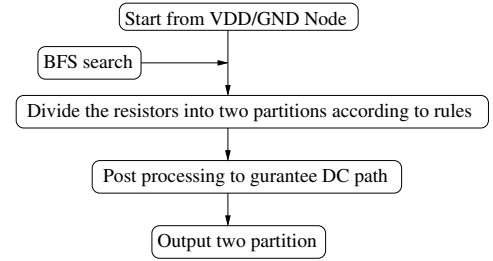 Start from VDD/GND Node
BFS search
Divide the resistors into two partitions according to rules
Post processing to gurantee DC path
Output two partition